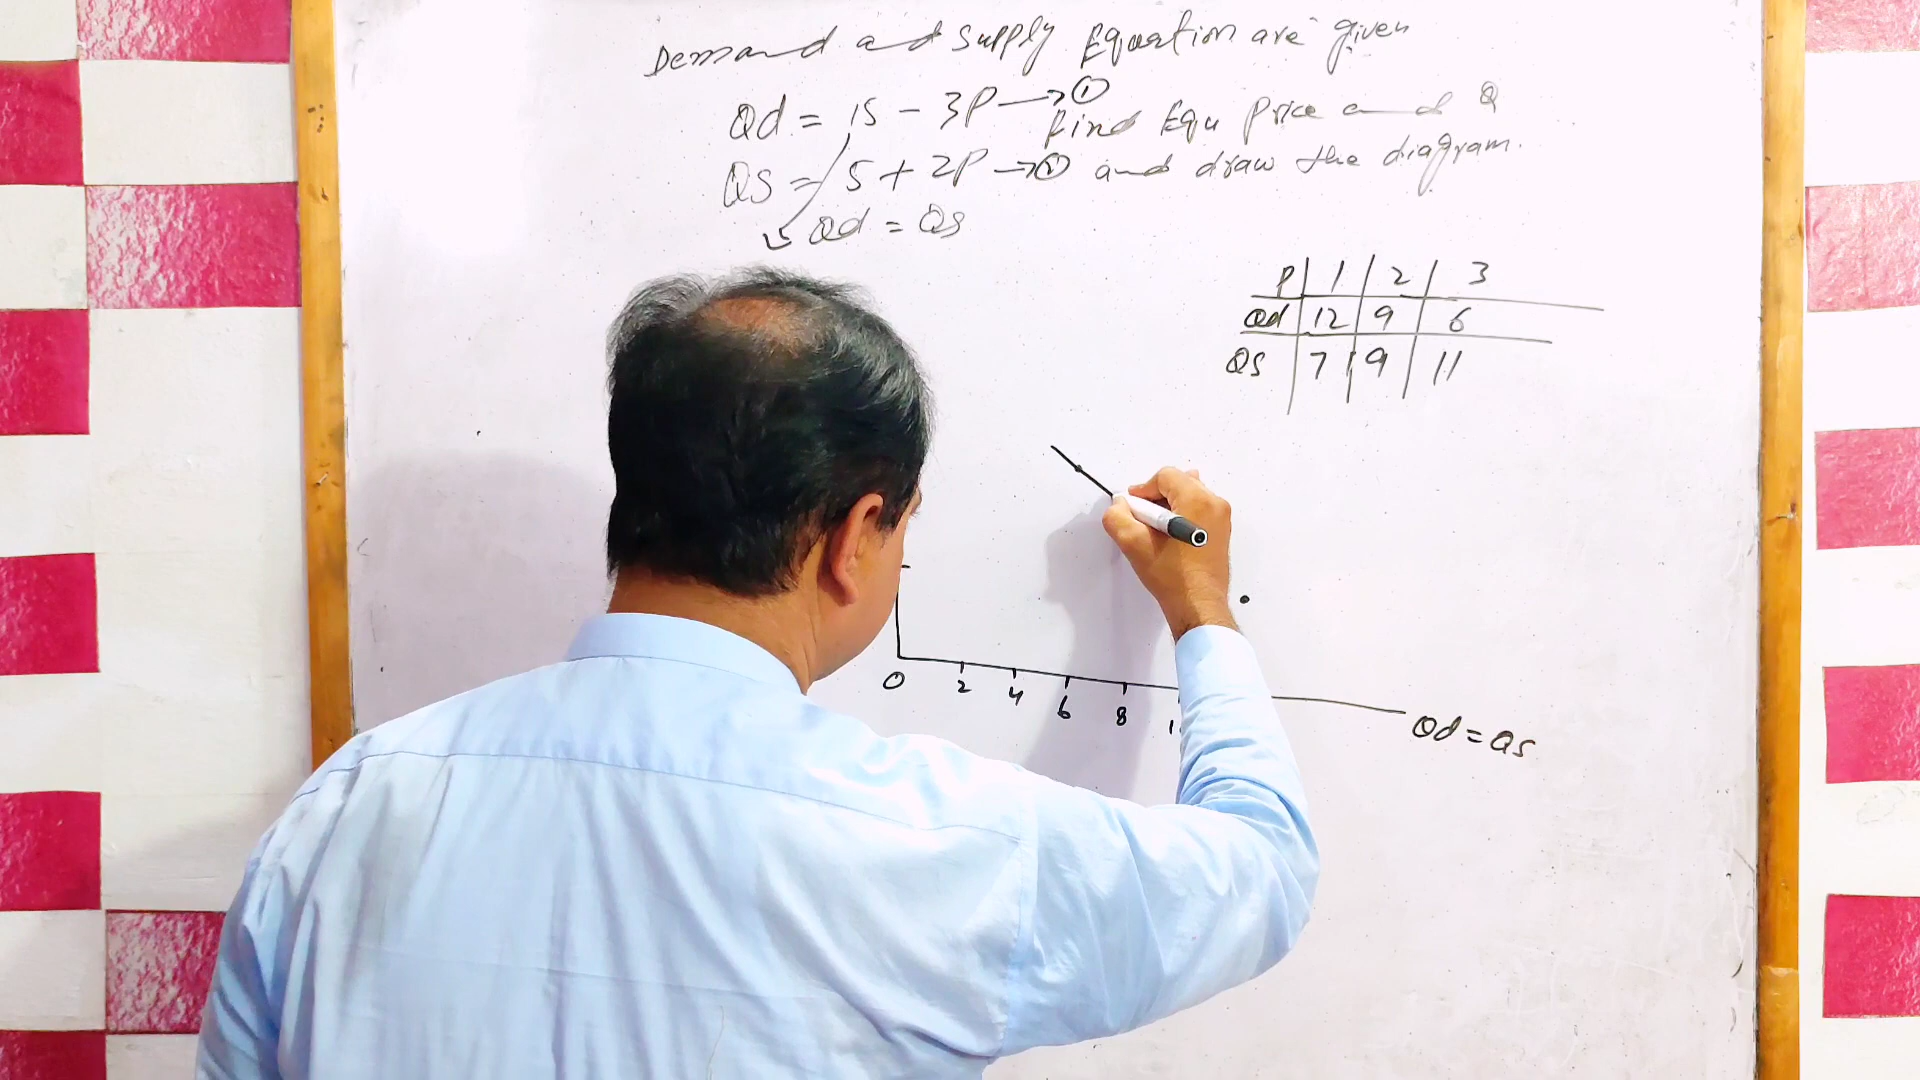 Demand and supply Equation are given
Qd = 15 - 3P → ①
Find Equ price and Q
QS = 5 + 2P → ② and draw the diagram.
Qd = QS
P 1 2 3
Qd 12 9 6
QS 7 9 11
0 2 4 6 8
Qd = QS